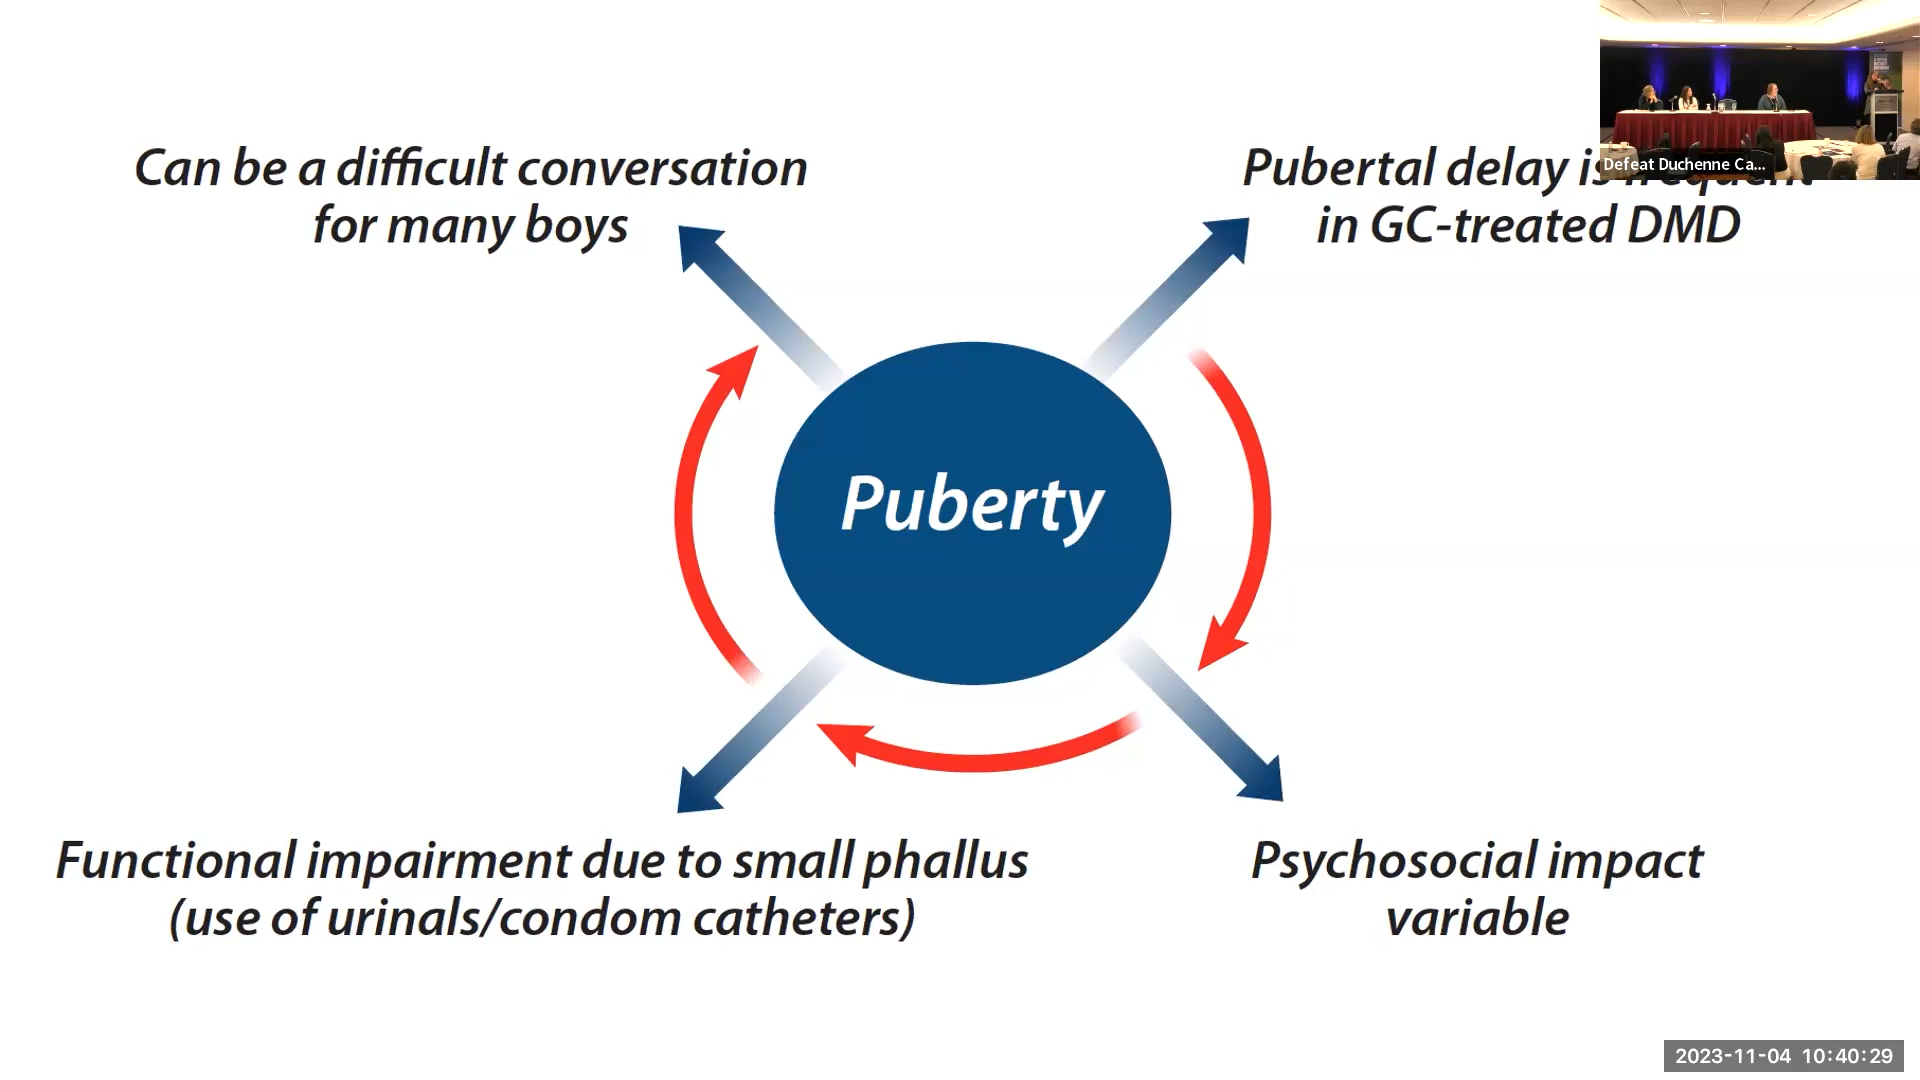 Can be a difficult conversation
for many boys
Pubertal delay is frequent
in GC-treated DMD
Defeat Duchenne Ca...
Puberty
Functional impairment due to small phallus
(use of urinals/condom catheters)
Psychosocial impact
variable
2023-11-04 10:40:29